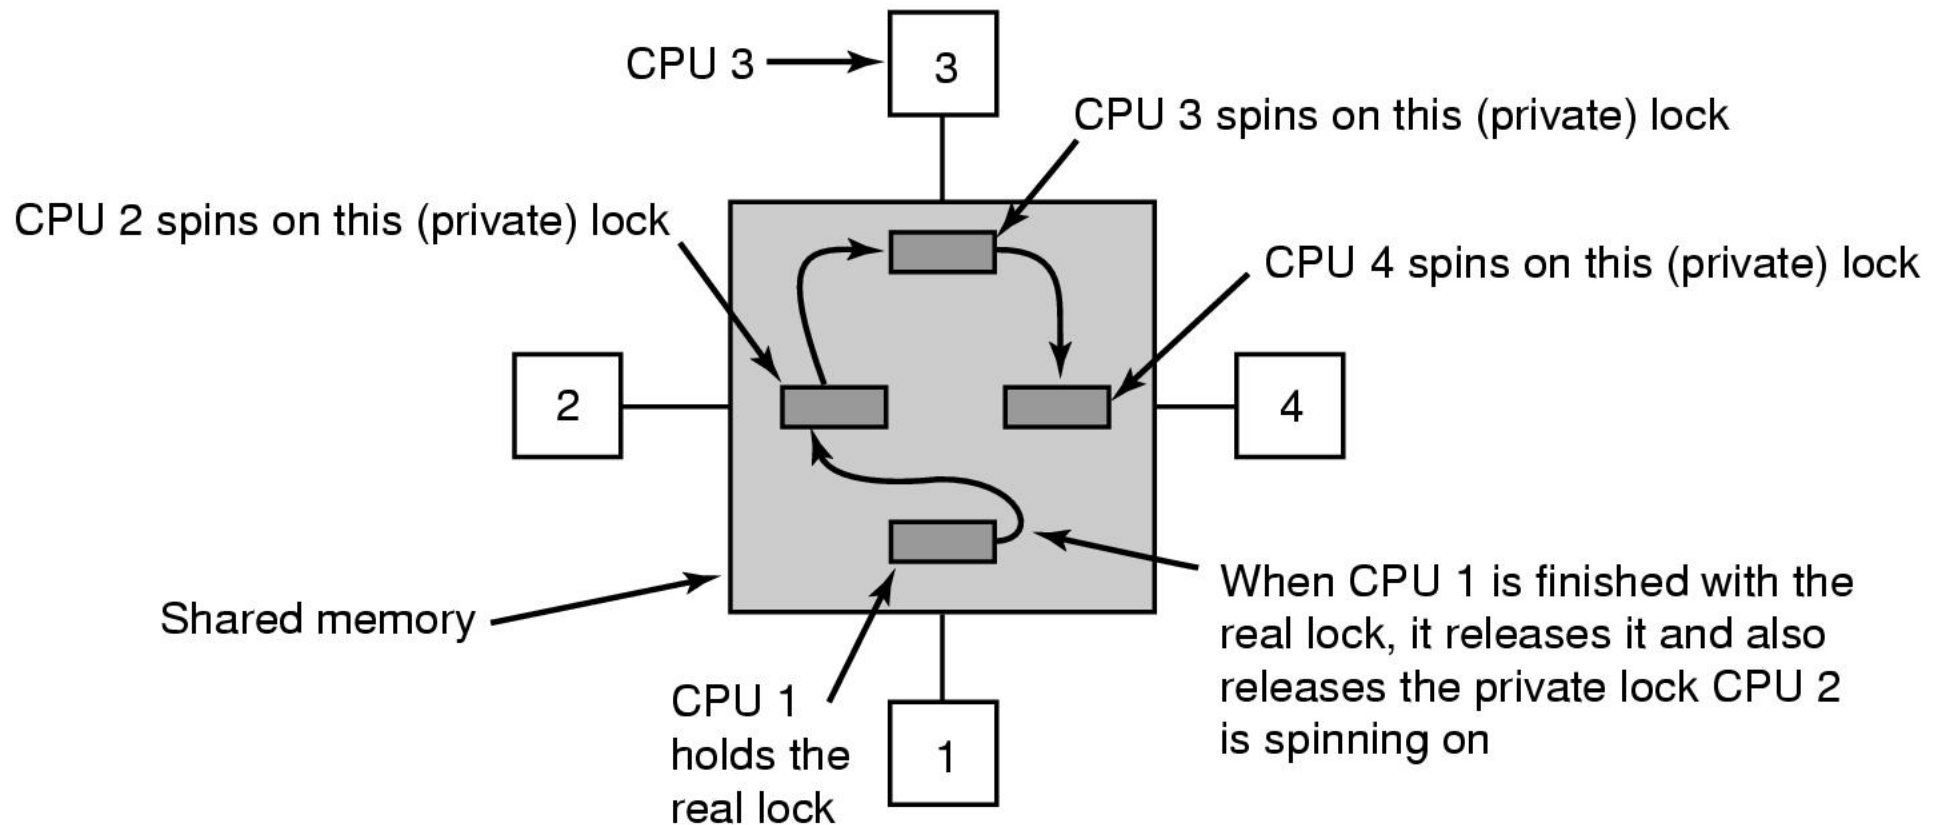 CPU 3
3
CPU 3 spins on this (private) lock
CPU 2 spins on this (private) lock
CPU 4 spins on this (private) lock
2
4
Shared memory
When CPU 1 is finished with the
real lock, it releases it and also
releases the private lock CPU 2
is spinning on
CPU 1
holds the
real lock
1